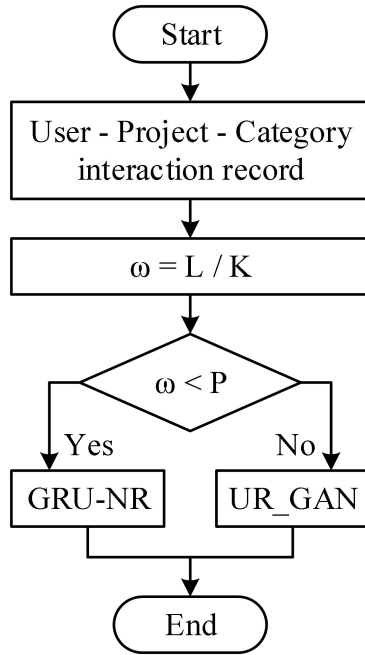 Start
User - Project - Category
interaction record
ω = L / K
ω < P
Yes
No
GRU-NR
UR_GAN
End